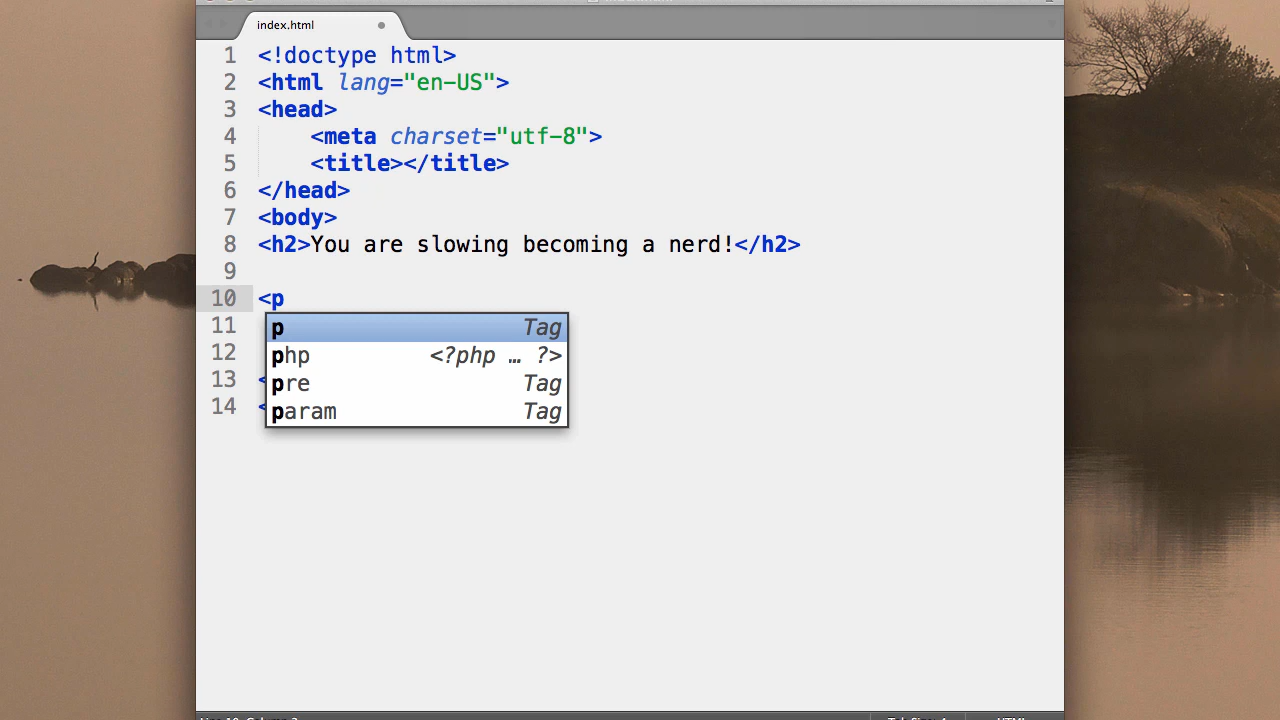 index.html
1 <!doctype html>
2 <html lang="en-US">
3 <head>
4 <meta charset="utf-8">
5 <title></title>
6 </head>
7 <body>
8 <h2>You are slowing becoming a nerd!</h2>
9
10 <p
11 p Tag
12 php <?php … ?>
13 < pre Tag
14 < param Tag